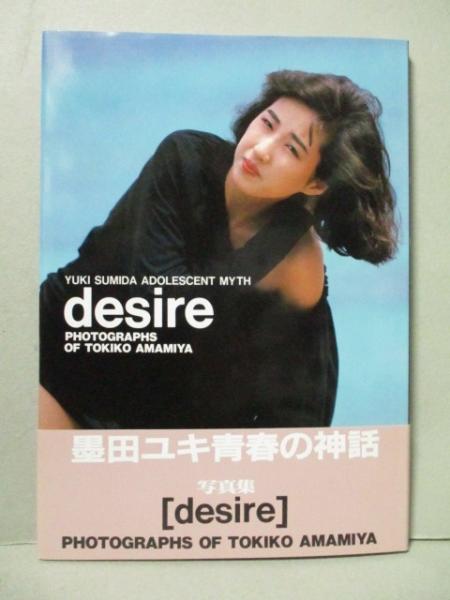 YUKI SUMIDA ADOLESCENT MYTH
desire
PHOTOGRAPHS
OF TOKIKO AMAMIYA
墨田ユキ青春の神話
写真集
[desire]
PHOTOGRAPHS OF TOKIKO AMAMIYA